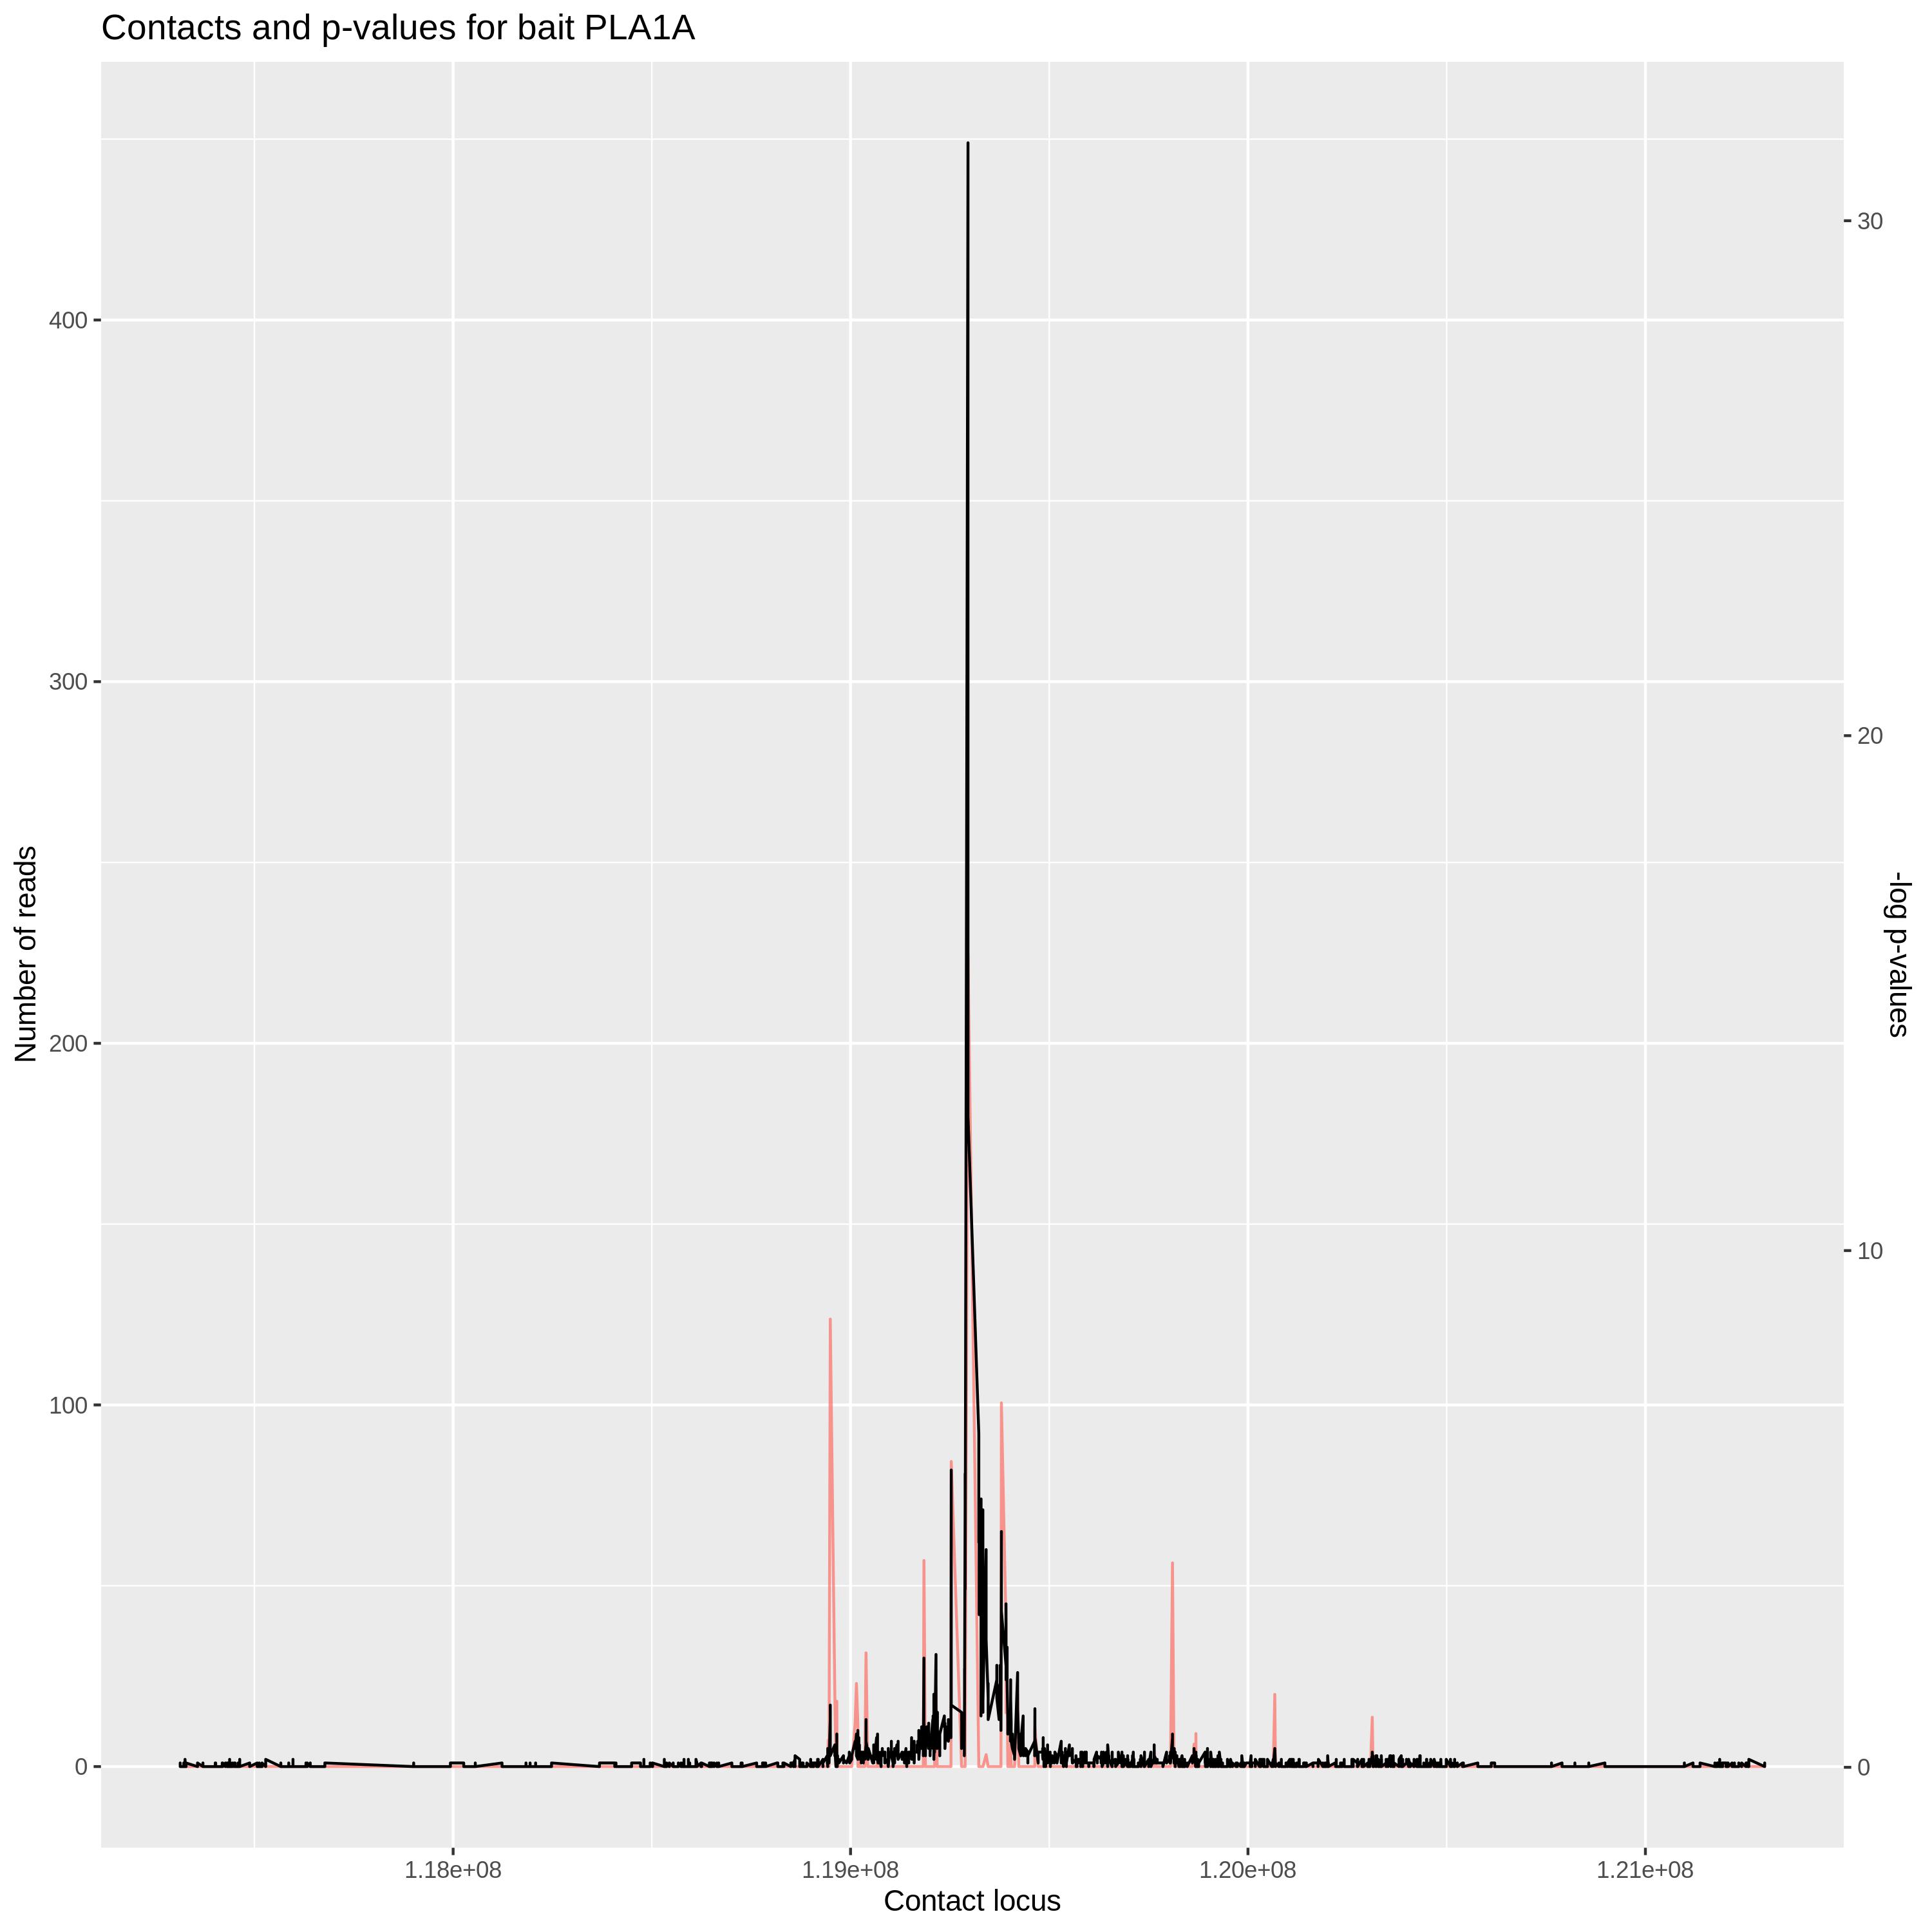 Contacts and p-values for bait PLA1A
Number of reads
400
300
200
100
0
30
20
10
0
-log p-values
1.18e+08
1.19e+08
1.20e+08
1.21e+08
Contact locus